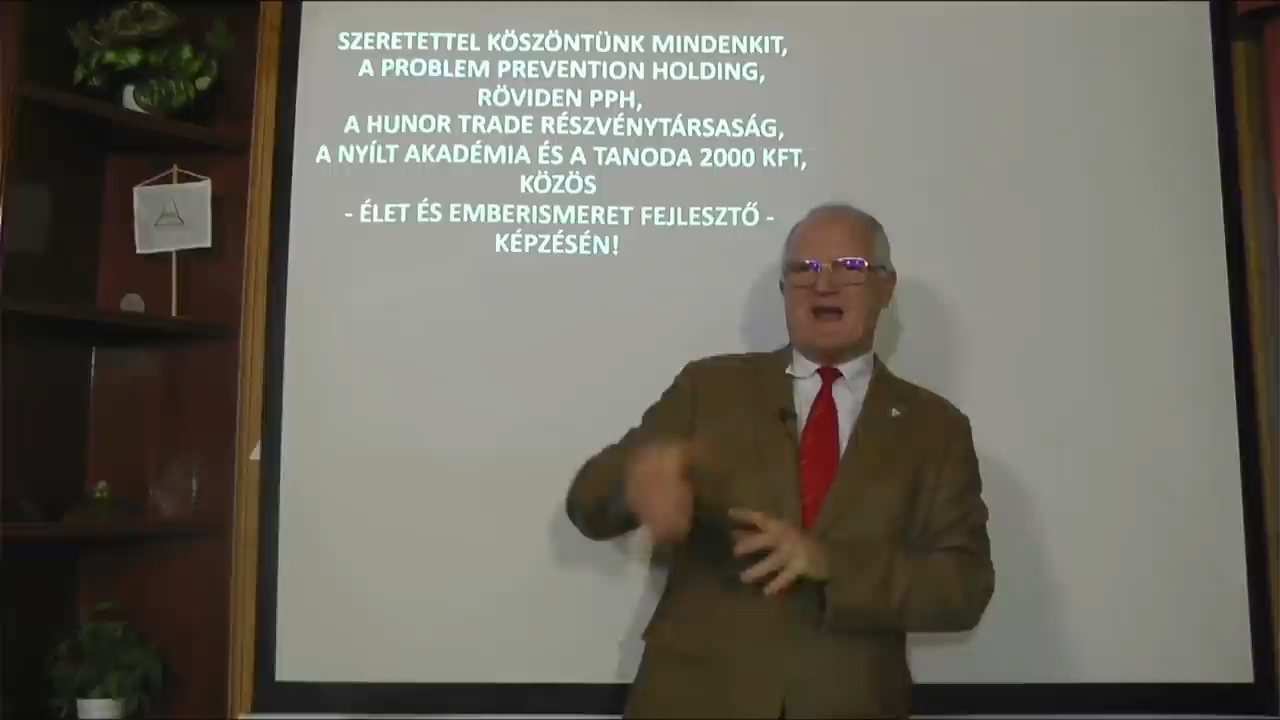 SZERETETTEL KÖSZÖNTÜNK MINDENKIT,
A PROBLEM PREVENTION HOLDING,
RÖVIDEN PPH,
A HUNOR TRADE RÉSZVÉNYTÁRSASÁG,
A NYÍLT AKADÉMIA ÉS A TANODA 2000 KFT,
KÖZÖS
- ÉLET ÉS EMBERISMERET FEJLESZTŐ -
KÉPZÉSÉN!